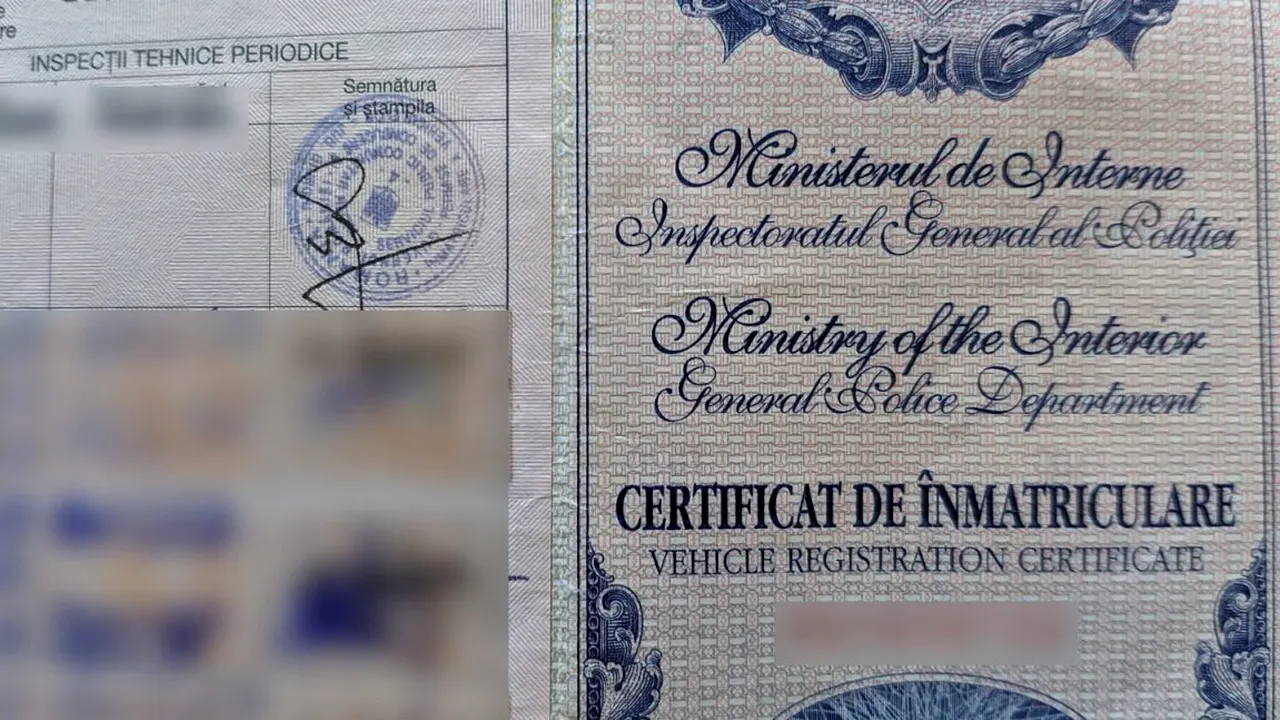 re
INSPECȚII TEHNICE PERIODICE
Semnătura
și ștampila
Ministerul de Interne
Inspectoratul General al Poliției
Ministry of the Interior
General Police Department
CERTIFICAT DE ÎNMATRICULARE
VEHICLE REGISTRATION CERTIFICATE